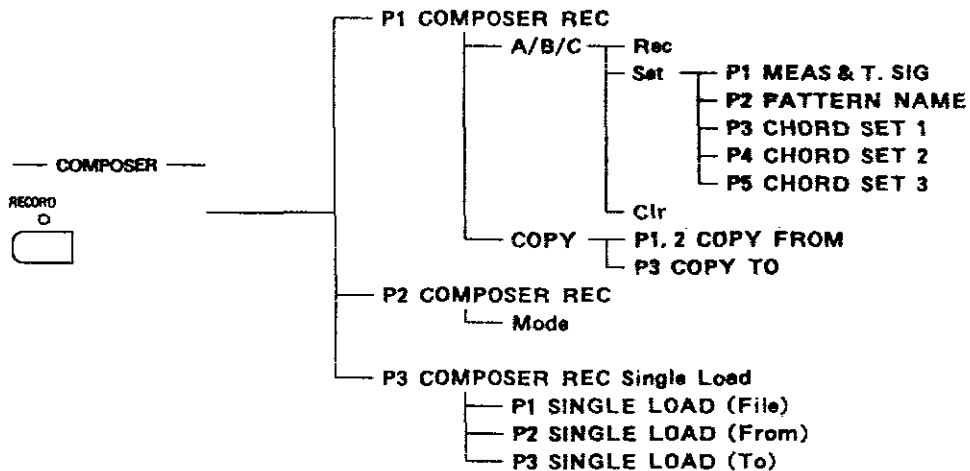 P1 COMPOSER REC
A/B/C
Rec
Set
P1 MEAS & T. SIG
P2 PATTERN NAME
P3 CHORD SET 1
P4 CHORD SET 2
P5 CHORD SET 3
Clr
COPY
P1, 2 COPY FROM
P3 COPY TO
COMPOSER
RECORD
P2 COMPOSER REC
Mode
P3 COMPOSER REC Single Load
P1 SINGLE LOAD (File)
P2 SINGLE LOAD (From)
P3 SINGLE LOAD (To)